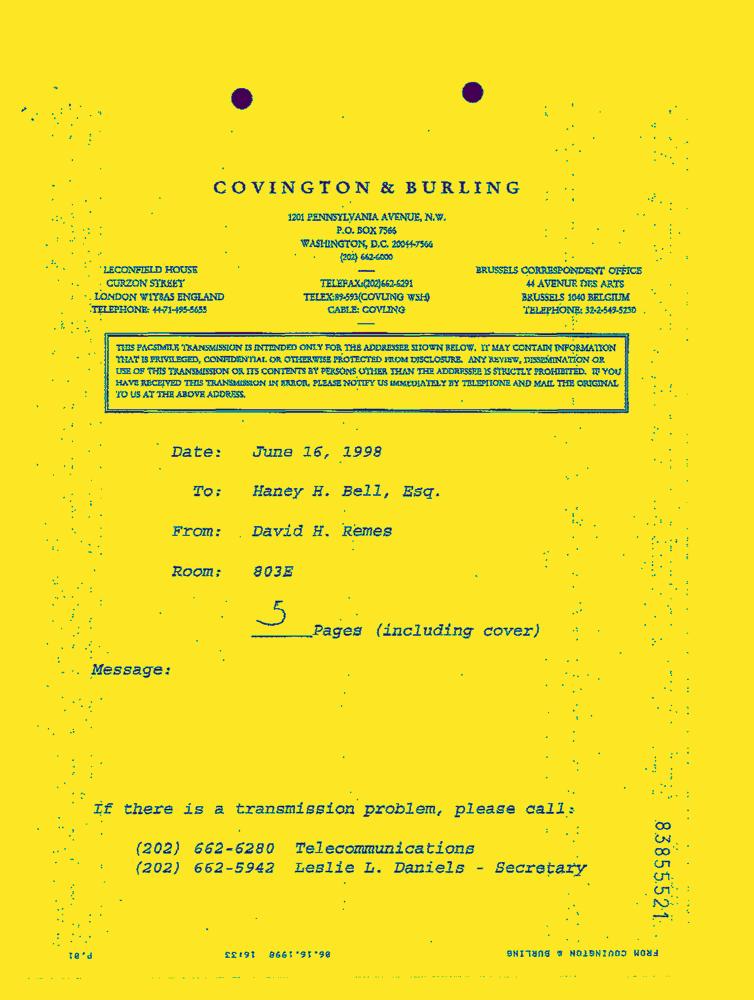 COVINGTON & BURLING
1201 PENNSYLVANIA AVENUE, N.W.
P.O. BOX 7566
WASHINGTON, D.C. 20044-7566
(202) 662-6000
LECONFIELD HOUSE
CURZON STREET
LONDON W1Y8AS ENGLAND
TELEPHONE: 44-71-495-5655
TELEFAX:(202)662-6291
TELEX:89-593(COVLING WSH)
CABLE: COVLING
BRUSSELS CORRESPONDENT OFFICE
44 AVENUE DES ARTS
BRUSSELS 1040 BELGIUM
TELEPHONE: 32-2-549-5230
THIS FACSIMILE TRANSMISSION IS INTENDED ONLY FOR THE ADDRESSEE SHOWN BELOW. IT MAY CONTAIN INFORMATION
THAT IS PRIVILEGED, CONFIDENTIAL OR OTHERWISE PROTECTED FROM DISCLOSURE. ANY REVIEW, DISSEMINATION OR
USE OF THIS TRANSMISSION OR ITS CONTENTS BY PERSONS OTHER THAN THE ADDRESSEE IS STRICTLY PROHIBITED. IF YOU
HAVE RECEIVED THIS TRANSMISSION IN ERROR, PLEASE NOTIFY US IMMEDIATELY BY TELEPHONE AND MAIL THE ORIGINAL
TO US AT THE ABOVE ADDRESS.
Date: June 16, 1998
To: Haney H. Bell, Esq.
From: David H. Remes
Room: 803E
5 Pages (including cover)
Message:
If there is a transmission problem, please call:
(202) 662-6280 Telecommunications
(202) 662-5942 Leslie L. Daniels - Secretary
83855521
FROM COVINGTON & BURLING 06.16.1998 16:33 P.01